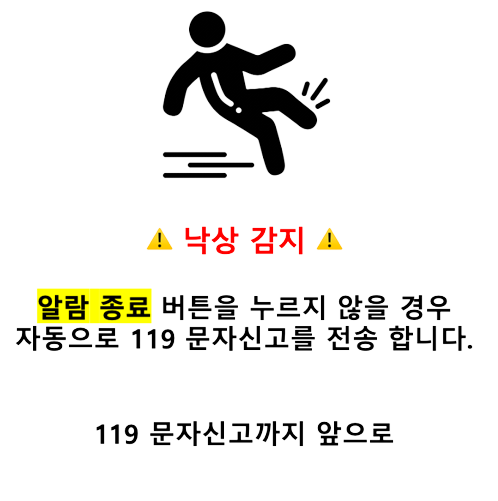 ⚠️ 낙상 감지 ⚠️
알람 종료 버튼을 누르지 않을 경우
자동으로 119 문자신고를 전송 합니다.
119 문자신고까지 앞으로